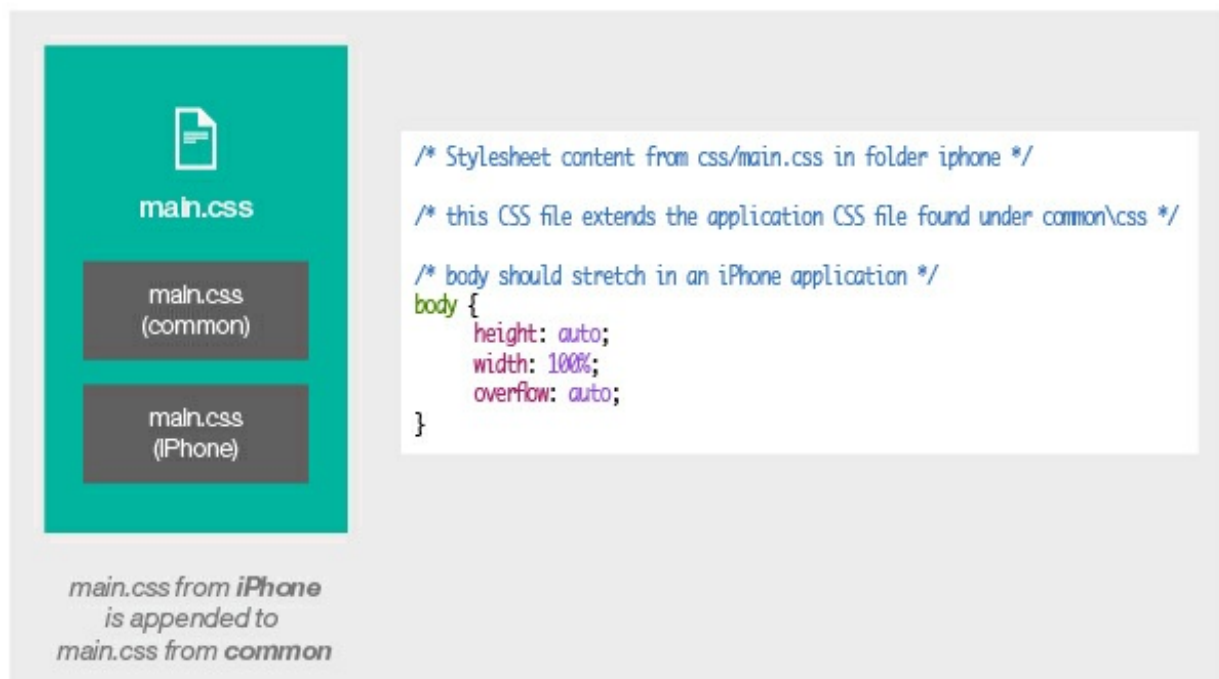 main.css
main.css
(common)
main.css
(iPhone)
main.css from iPhone
is appended to
main.css from common
/* Stylesheet content from css/main.css in folder iphone */
/* this CSS file extends the application CSS file found under common\css */
/* body should stretch in an iPhone application */
body {
height: auto;
width: 100%;
overflow: auto;
}